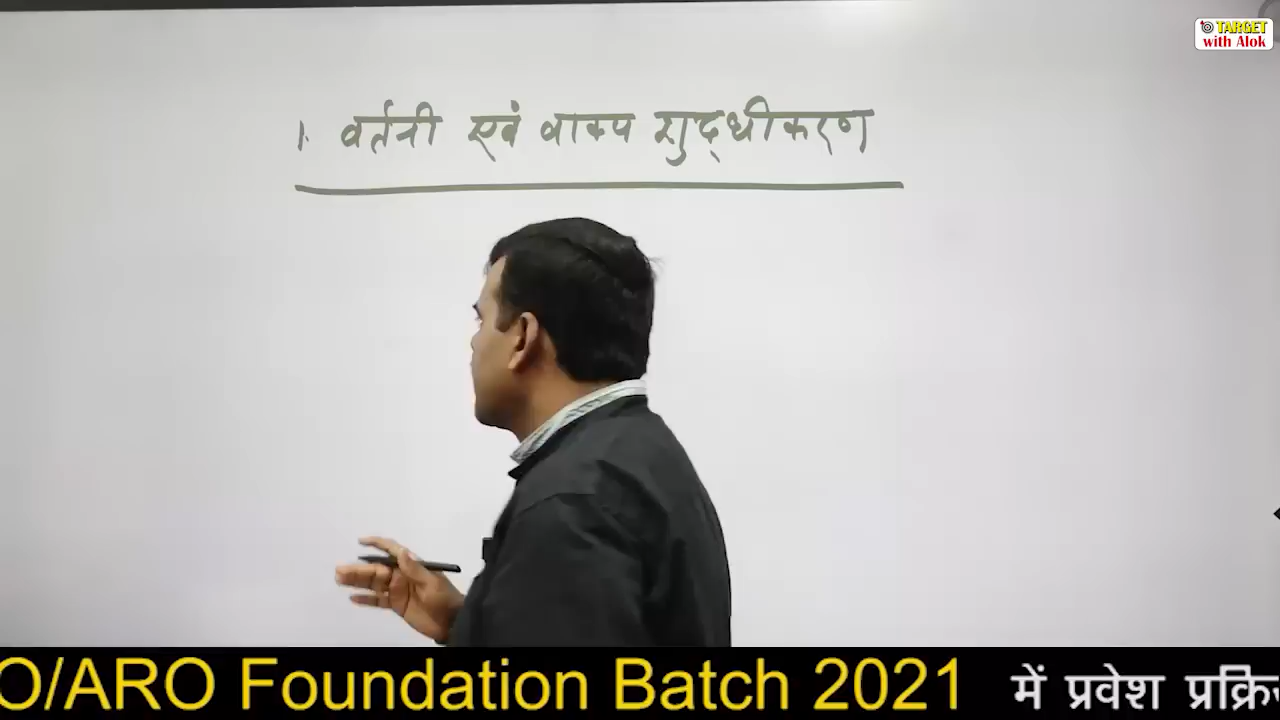 TARGET
with Alok
1. वर्तनी एवं वाक्य शुद्धीकरण
O/ARO Foundation Batch 2021 में प्रवेश